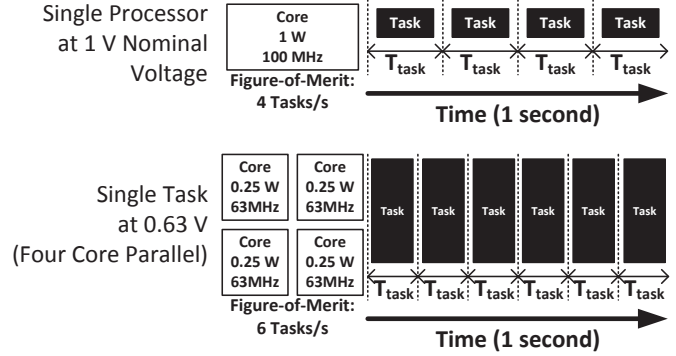 Single Processor
at 1 V Nominal
Voltage
Core
1 W
100 MHz
Figure-of-Merit:
4 Tasks/s
Task Task Task Task
Ttask Ttask Ttask Ttask
Time (1 second)
Single Task
at 0.63 V
(Four Core Parallel)
Core Core
0.25 W 0.25 W
63MHz 63MHz
Core Core
0.25 W 0.25 W
63MHz 63MHz
Figure-of-Merit:
6 Tasks/s
Task Task Task Task Task Task
Ttask Ttask Ttask Ttask Ttask Ttask
Time (1 second)